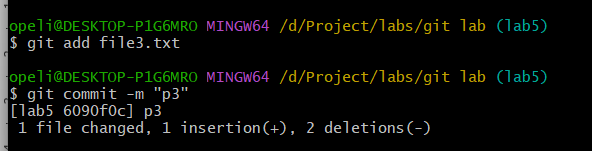 opeli@DESKTOP-P1G6MRO MINGW64 /d/Project/labs/git lab (lab5)
$ git add file3.txt
opeli@DESKTOP-P1G6MRO MINGW64 /d/Project/labs/git lab (lab5)
$ git commit -m "p3"
[lab5 6090f0c] p3
 1 file changed, 1 insertion(+), 2 deletions(-)